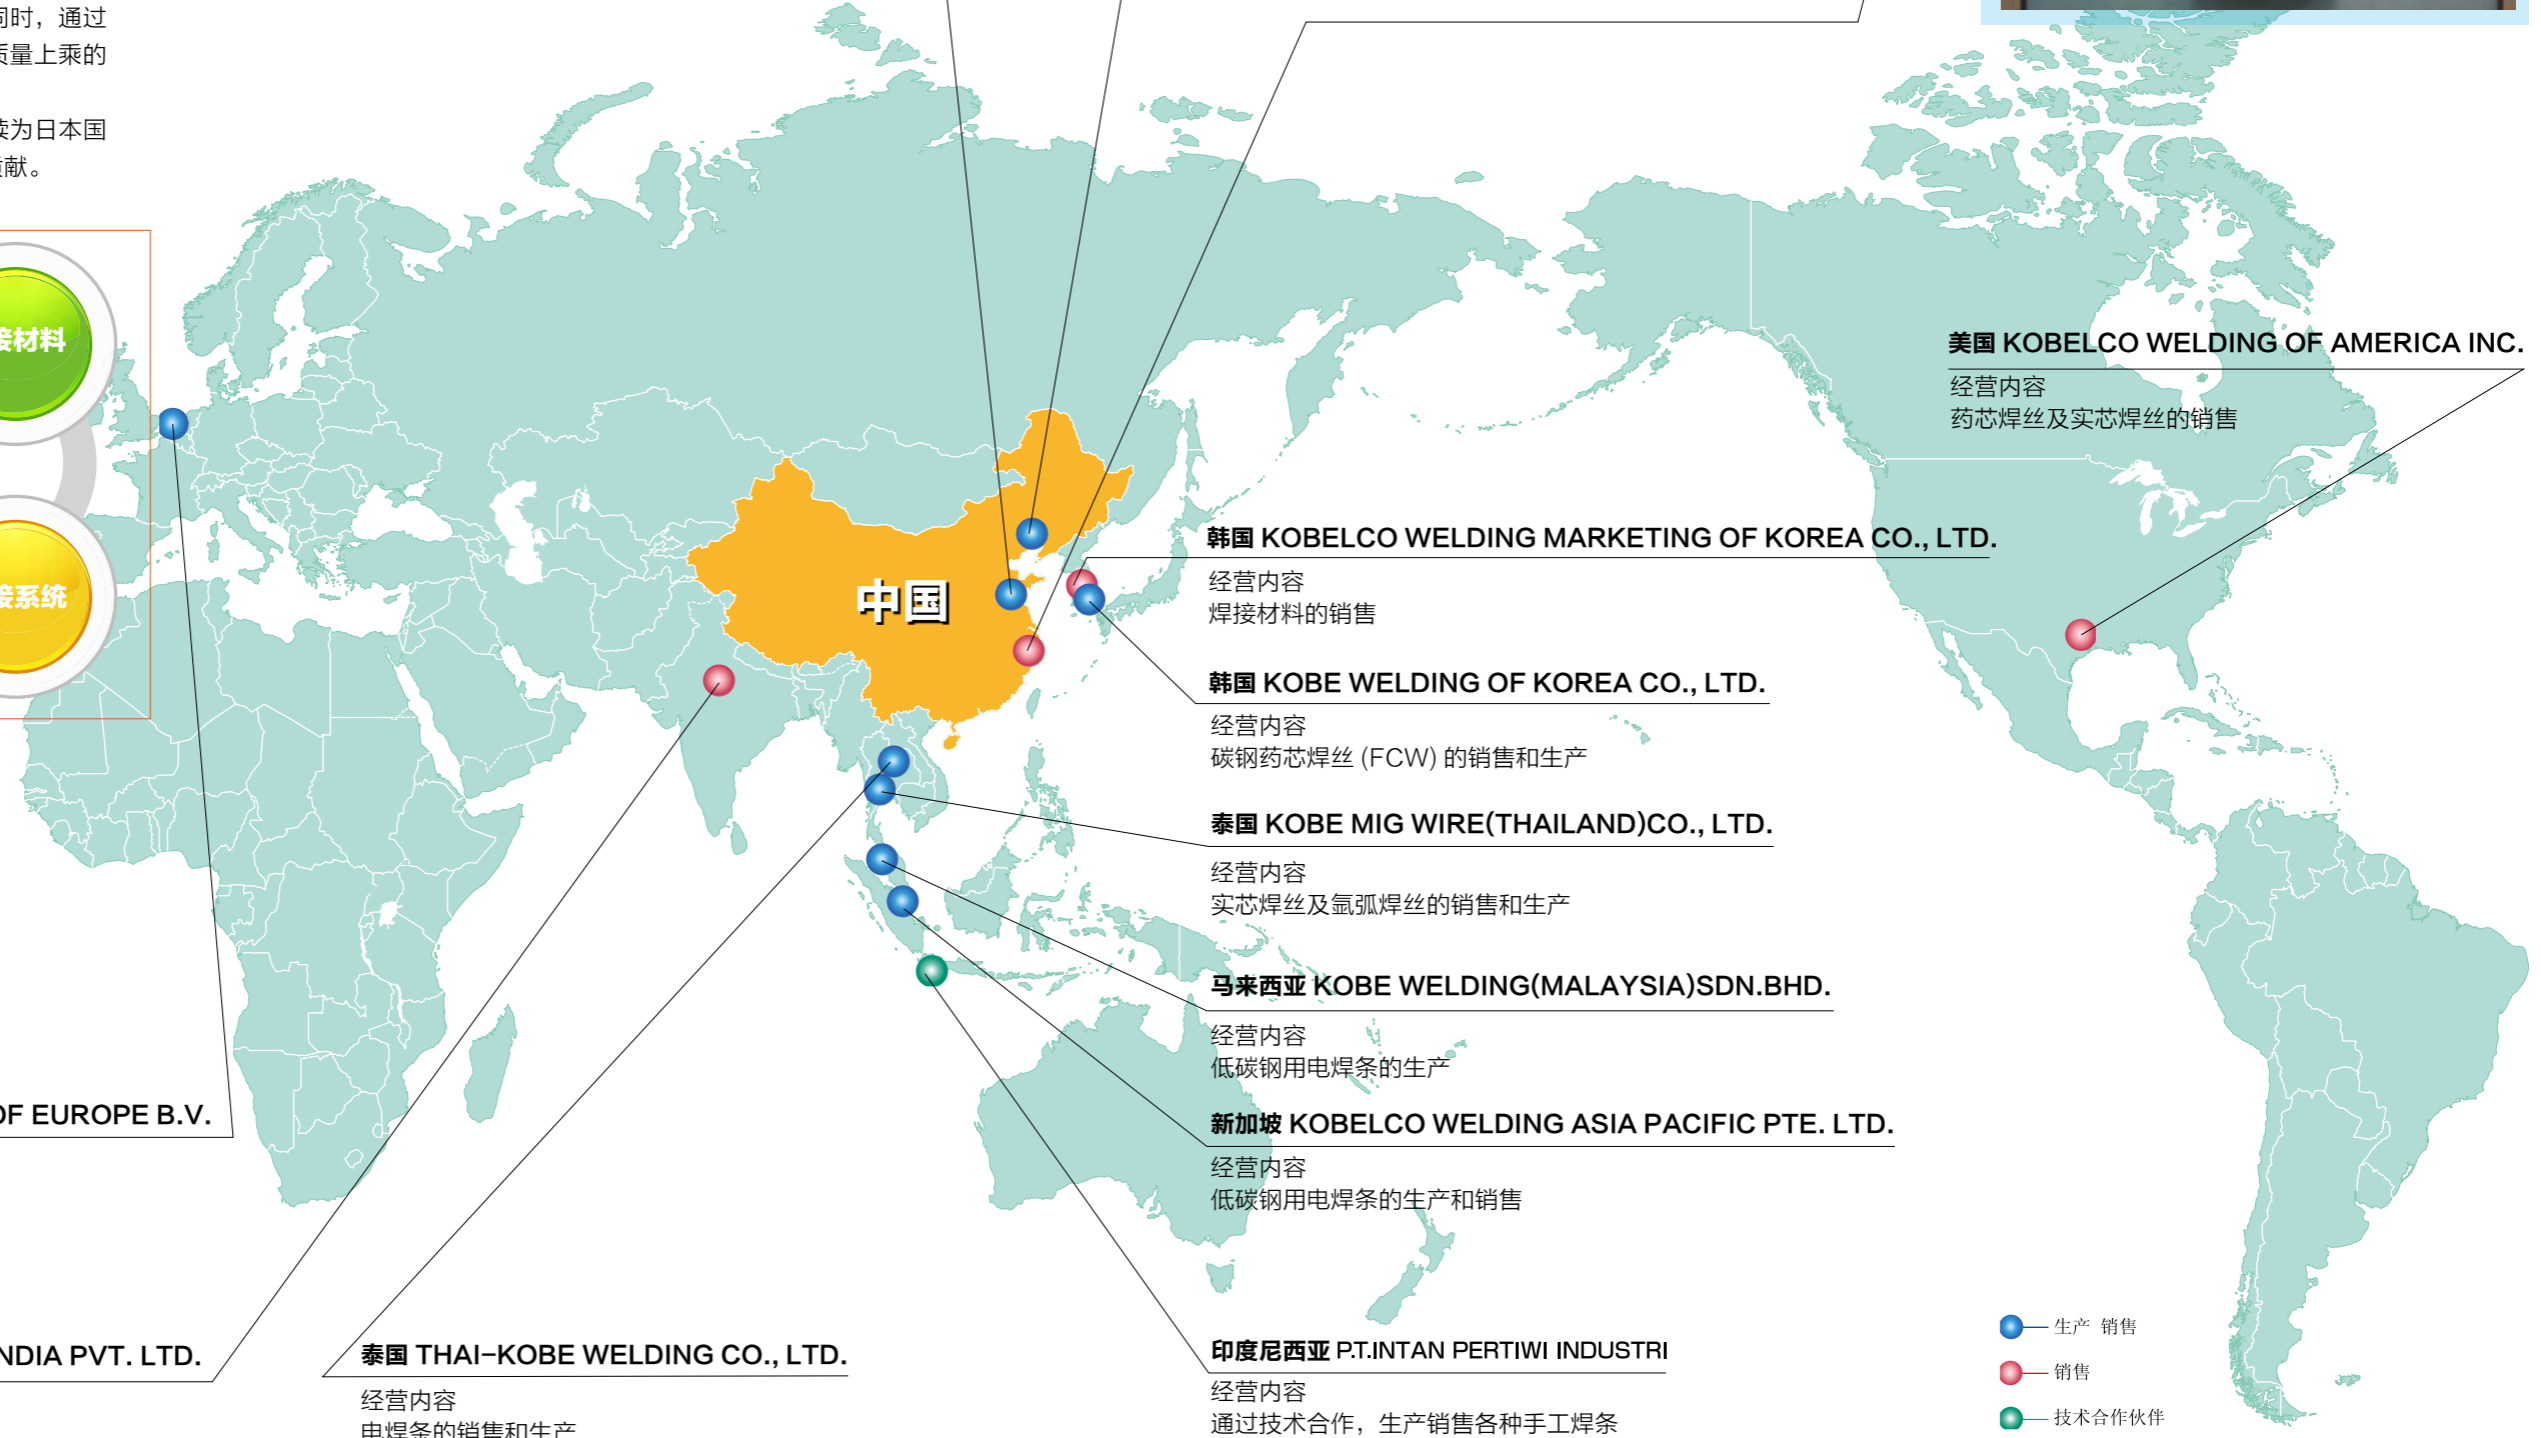 同时，通过
质量上乘的
续为日本国
贡献。
接材料
接系统
中国
美国 KOBELCO WELDING OF AMERICA INC.
经营内容
药芯焊丝及实芯焊丝的销售
韩国 KOBELCO WELDING MARKETING OF KOREA CO., LTD.
经营内容
焊接材料的销售
韩国 KOBE WELDING OF KOREA CO., LTD.
经营内容
碳钢药芯焊丝 (FCW) 的销售和生产
泰国 KOBE MIG WIRE(THAILAND)CO., LTD.
经营内容
实芯焊丝及氩弧焊丝的销售和生产
马来西亚 KOBE WELDING(MALAYSIA)SDN.BHD.
经营内容
低碳钢用电焊条的生产
新加坡 KOBELCO WELDING ASIA PACIFIC PTE. LTD.
经营内容
低碳钢用电焊条的生产和销售
OF EUROPE B.V.
NDIA PVT. LTD.
泰国 THAI-KOBE WELDING CO., LTD.
经营内容
电焊条的销售和生产
印度尼西亚 P.T.INTAN PERTIWI INDUSTRI
经营内容
通过技术合作，生产销售各种手工焊条
生产 销售
销售
技术合作伙伴